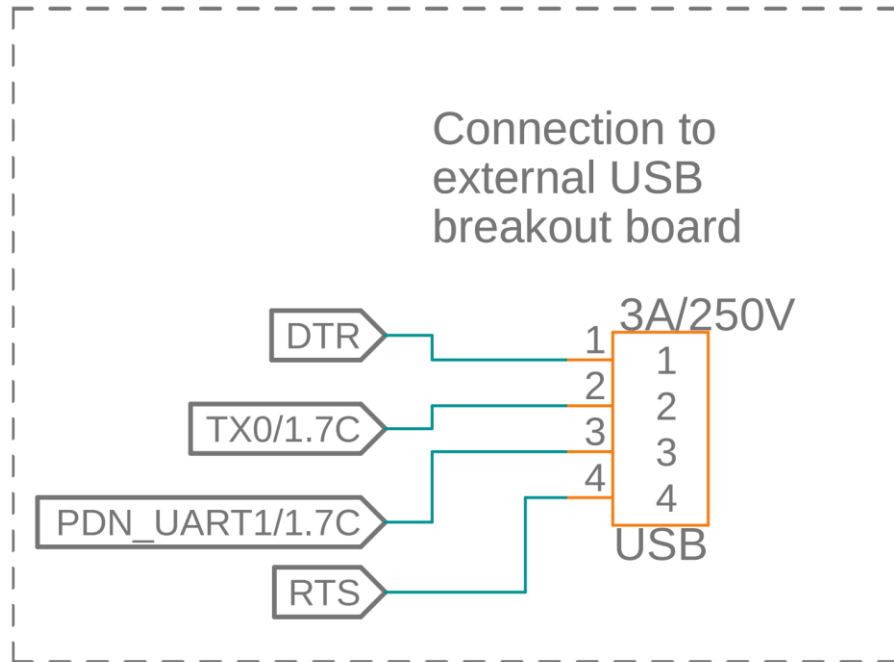 Connection to
external USB
breakout board
3A/250V
DTR
1
1
TX0/1.7C
2
2
PDN_UART1/1.7C
3
3
RTS
4
4
USB